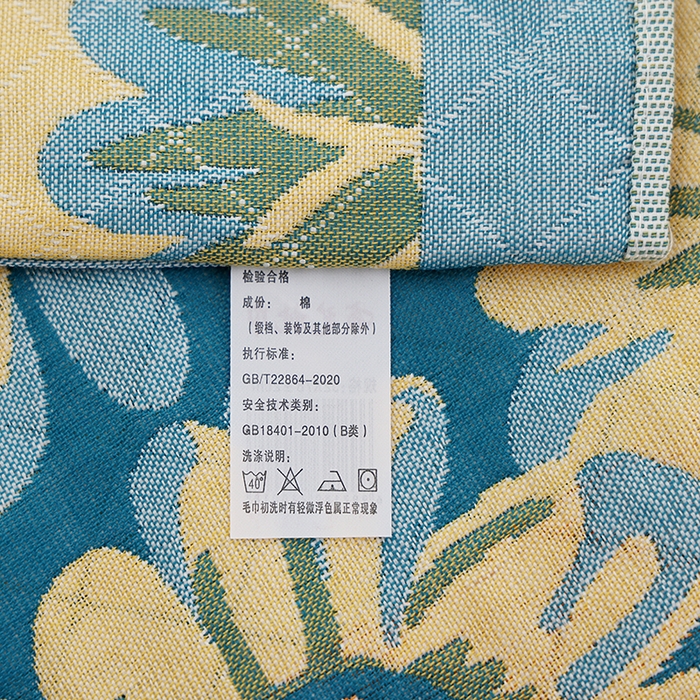 检验合格
成份： 棉
（缎档、装饰及其他部分除外）
执行标准：
GB/T22864-2020
安全技术类别：
GB18401-2010（B类）
洗涤说明：
40°
毛巾初洗时有轻微浮色属正常现象